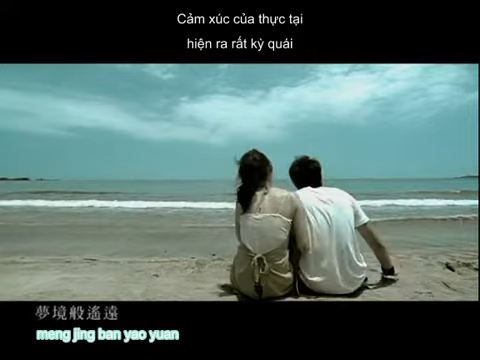 Cảm xúc của thực tại
hiện ra rất kỳ quái
夢境般遙遠
meng jing ban yao yuan